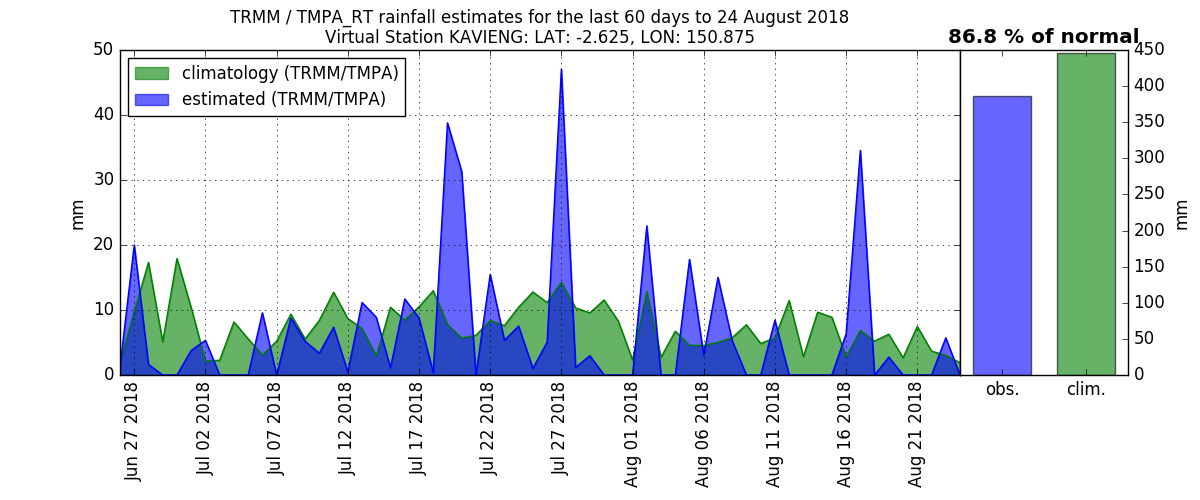 TRMM / TMPA_RT rainfall estimates for the last 60 days to 24 August 2018
Virtual Station KAVIENG: LAT: -2.625, LON: 150.875
86.8 % of normal
climatology (TRMM/TMPA)
estimated (TRMM/TMPA)
50
40
30
20
10
0
mm
Jun 27 2018
Jul 02 2018
Jul 07 2018
Jul 12 2018
Jul 17 2018
Jul 22 2018
Jul 27 2018
Aug 01 2018
Aug 06 2018
Aug 11 2018
Aug 16 2018
Aug 21 2018
450
400
350
300
250
200
150
100
50
0
mm
obs.
clim.